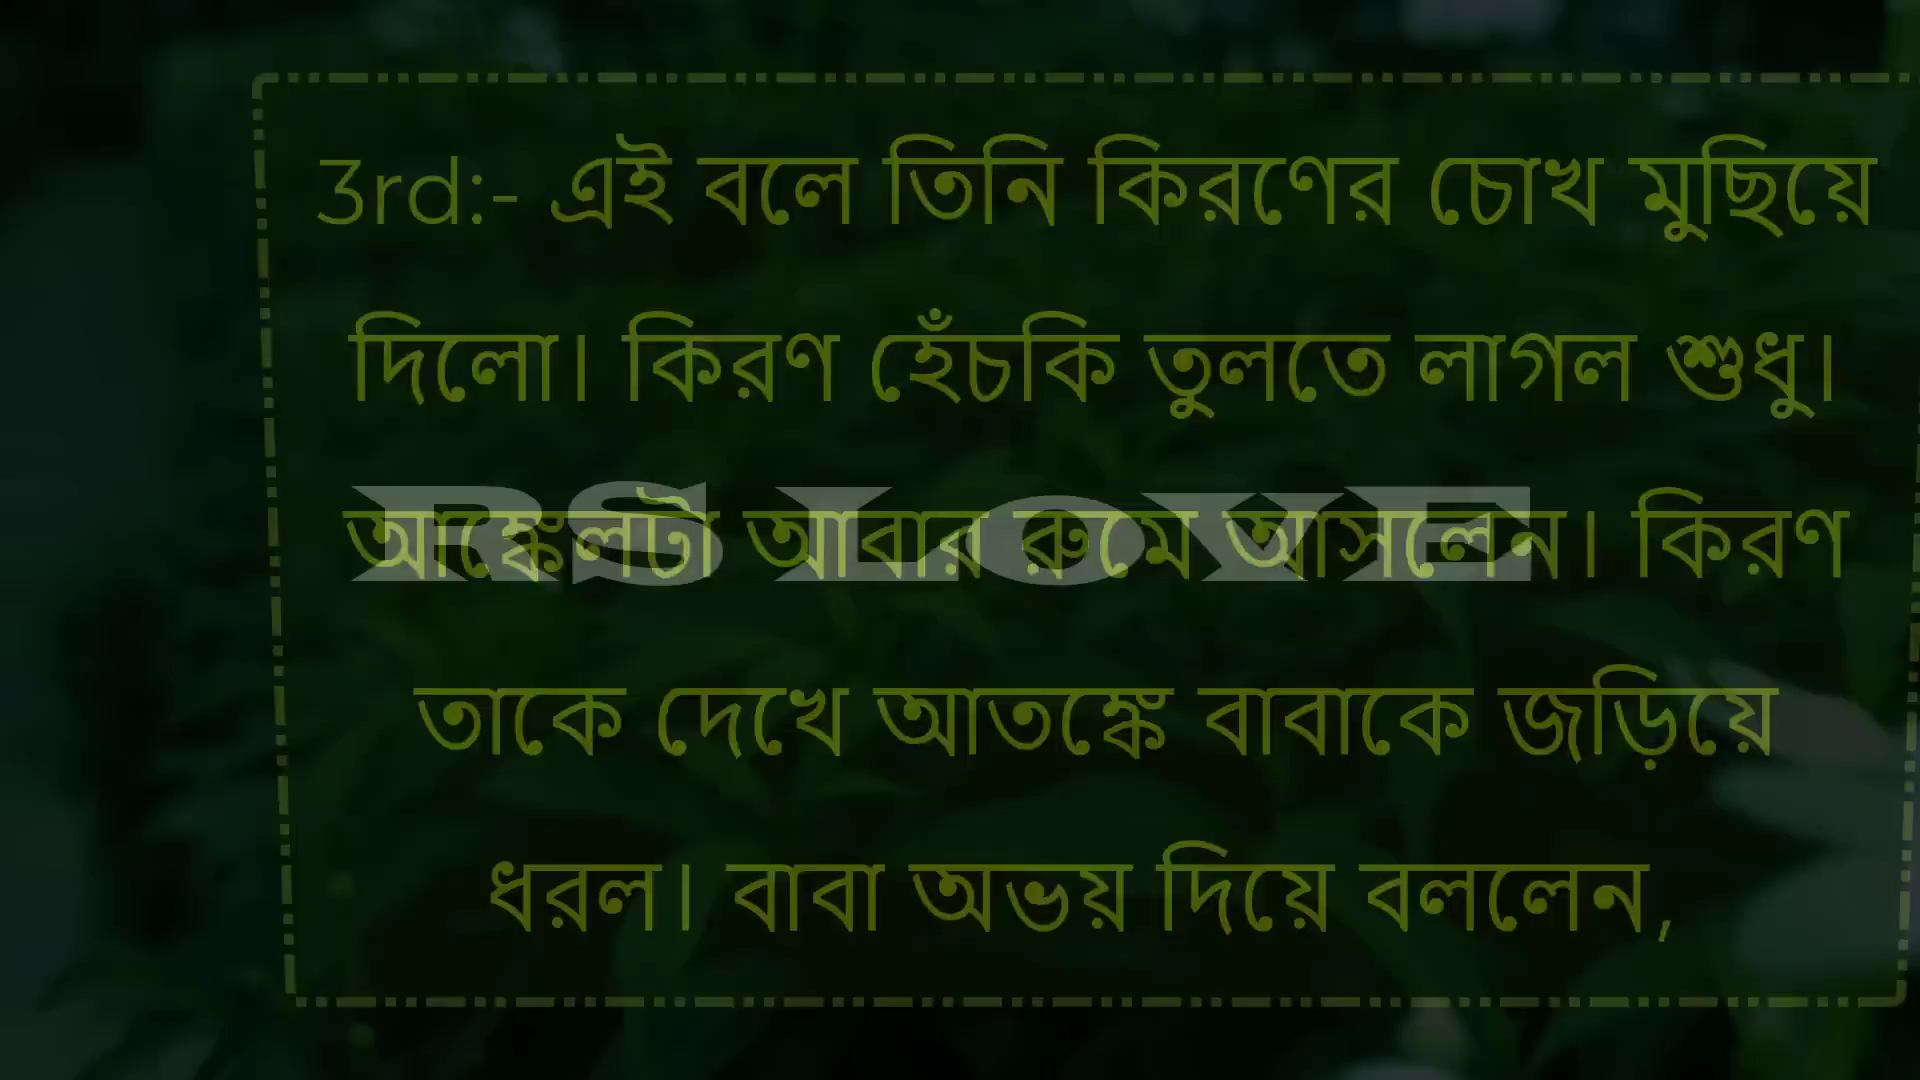 3rd:- এই বলে তিনি কিরণের চোখ মুছিয়ে
দিলো। কিরণ হেঁচকি তুলতে লাগল শুধু।
আঙ্কেলটা আবার রুমে আসলেন। কিরণ
RS LOVE
তাকে দেখে আতঙ্কে বাবাকে জড়িয়ে
ধরল। বাবা অভয় দিয়ে বললেন,